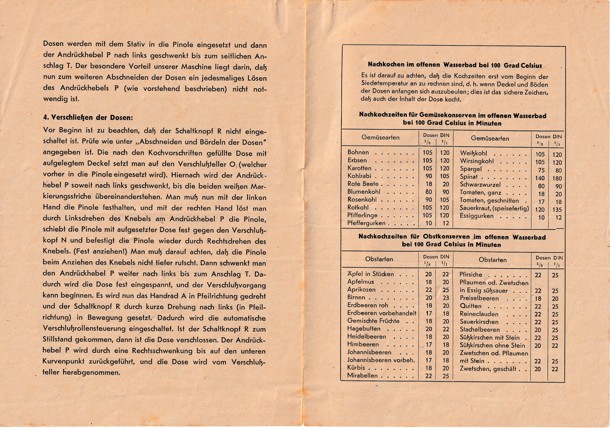 Dosen werden mit dem Stativ in die Pinole eingesetzt und dann
der Andrückhebel P nach links geschwenkt bis zum seitlichen An-
schlag T. Der besondere Vorteil unserer Maschine liegt darin, daß
nun zum weiteren Abschneiden der Dosen ein jedesmaliges Lösen
des Andrückhebels P (wie vorstehend beschrieben) nicht not-
wendig ist.
4. Verschließen der Dosen:
Vor Beginn ist zu beachten, daß der Schaltknopf R nicht einge-
schaltet ist. Prüfe wie unter „Abschneiden und Bördeln der Dosen"
angegeben ist. Die nach den Kochvorschriften gefüllte Dose mit
aufgelegtem Deckel setzt man auf den Verschlußteller O (welcher
vorher in die Pinole eingesetzt wird). Hiernach wird der Andrück-
hebel P soweit nach links geschwenkt, bis die beiden weißen Mar-
kierungsstriche übereinanderstehen. Man muß nun mit der linken
Hand die Pinole festhalten, und mit der rechten Hand löst man
durch Linksdrehen des Knebels am Andrückhebel P die Pinole,
schiebt die Pinole mit aufgesetzter Dose fest gegen den Verschluß-
kopf N und befestigt die Pinole wieder durch Rechtsdrehen des
Knebels. (Fest anziehen!) Man muß darauf achten, daß die Pinole
beim Anziehen des Knebels nicht tiefer rutscht. Dann schwenkt man
den Andrückhebel P weiter nach links bis zum Anschlag T. Da-
durch wird die Dose fest eingespannt, und der Verschlußvorgang
kann beginnen. Es wird nun das Handrad A in Pfeilrichtung gedreht
und der Schaltknopf R durch kurze Drehung nach links (in Pfeil-
richtung) in Bewegung gesetzt. Dadurch wird die automatische
Verschlußrollensteuerung eingeschaltet. Ist der Schaltknopf R zum
Stillstand gekommen, dann ist die Dose verschlossen. Der Andrück-
hebel P wird durch eine Rechtsschwenkung bis auf den unteren
Kurvenpunkt zurückgeführt, und die Dose wird vom Verschluß-
teller herabgenommen.
Nachkochen im offenen Wasserbad bei 100 Grad Celsius
Es ist darauf zu achten, daß die Kochzeiten erst vom Beginn der
Siedetemperatur an zu rechnen sind, d. h. wenn Deckel und Böden
der Dosen anfangen sich auszubeulen; dies ist das sichere Zeichen,
daß auch der Inhalt der Dose kocht.
Nachkochzeiten für Gemüsekonserven im offenen Wasserbad
bei 100 Grad Celsius in Minuten
Gemüsearten Dosen DIN ¹/₂ ¹/₁ Gemüsearten Dosen DIN ¹/₂ ¹/₁
Bohnen . . . . . . 105 120 Weißkohl . . . . . . 105 120
Erbsen . . . . . . 105 120 Wirsingkohl . . . . . 105 120
Karotten . . . . . 105 120 Spargel . . . . . . 75 80
Kohlrabi . . . . . 90 105 Spinat . . . . . . 140 180
Rote Beete . . . . 18 20 Schwarzwurzel . . . . 80 90
Blumenkohl . . . . 80 90 Tomaten, ganz . . . . 18 20
Rosenkohl . . . . . 90 105 Tomaten, geschnitten . . 17 18
Rotkohl . . . . . . 105 120 Sauerkraut, (speisefertig) 120 135
Pfifferlinge . . . . 105 120 Essiggurken . . . . . 10 12
Pfeffergurken . . . . 10 12
Nachkochzeiten für Obstkonserven im offenen Wasserbad
bei 100 Grad Celsius in Minuten
Obstarten Dosen DIN ¹/₂ ¹/₁ Obstarten Dosen DIN ¹/₂ ¹/₁
Äpfel in Stücken . . . 20 22 Pfirsiche . . . . . . 22 25
Apfelmus . . . . . 18 20 Pflaumen od. Zwetschen
Aprikosen . . . . . 22 25 in Essig süßsauer . . . 22 25
Birnen . . . . . . 20 23 Preiselbeeren . . . . 18 20
Erdbeeren roh . . . . 18 20 Quitten . . . . . . 22 25
Erdbeeren vorbehandelt 17 18 Reineclauden . . . . 22 25
Gemischte Früchte . . 18 20 Sauerkirschen . . . . 22 25
Hagebutten . . . . . 20 22 Stachelbeeren . . . . 18 20
Heidelbeeren . . . . 18 20 Süßkirschen mit Stein . 22 25
Himbeeren . . . . . 17 18 Süßkirschen ohne Stein . 20 22
Johannisbeeren . . . . 18 20 Zwetschen od. Pflaumen
Johannisbeeren vorbeh. 17 18 mit Stein . . . . . 22 25
Kürbis . . . . . . 18 20 Zwetschen, geschält . . 20 22
Mirabellen . . . . . 22 25